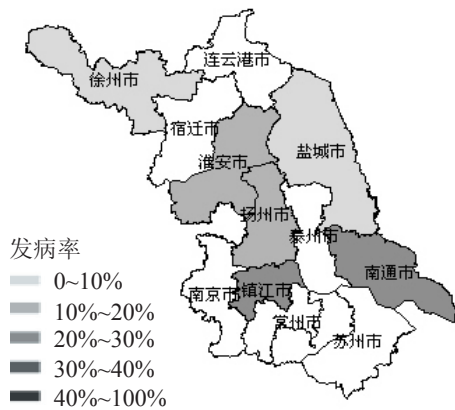 连云港市
徐州市
宿迁市
盐城市
淮安市
扬州市
泰州市
南通市
南京市
镇江市
常州市
苏州市
发病率
0~10%
10%~20%
20%~30%
30%~40%
40%~100%